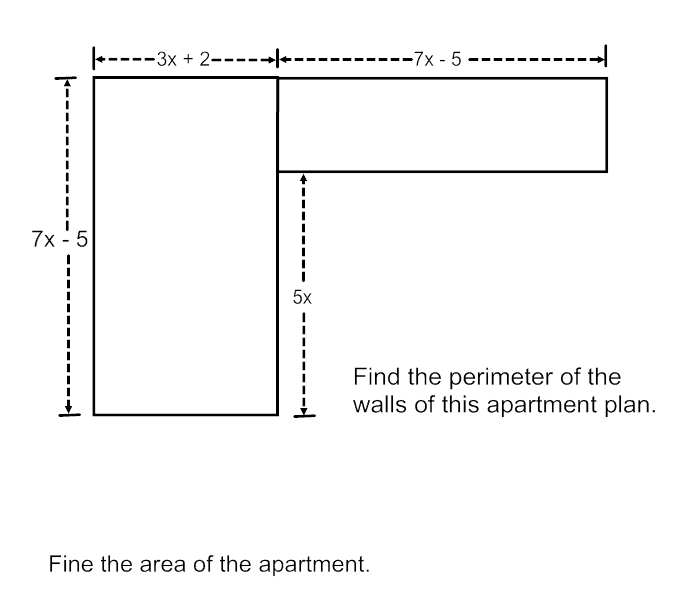 3x + 2
7x - 5
7x - 5
5x
Find the perimeter of the
walls of this apartment plan.
Fine the area of the apartment.